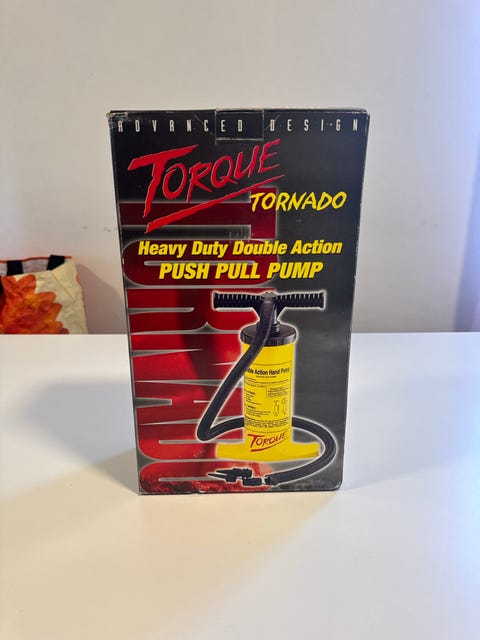 ADVANCED DESIGN
TORQUE
TORNADO
Heavy Duty Double Action
PUSH PULL PUMP
TORNADO
Double Action Hand Pump
TORQUE